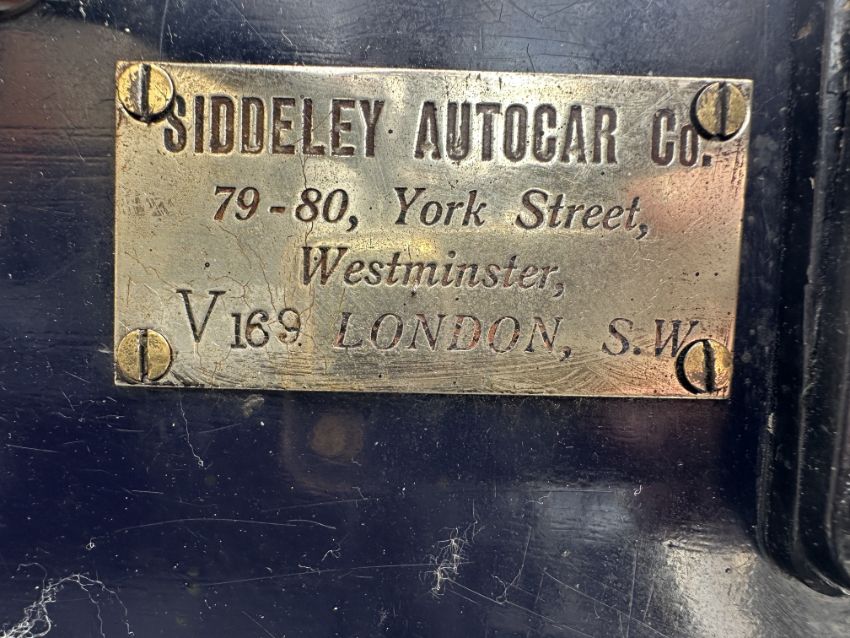 SIDDELEY AUTOCAR Co.
79-80, York Street,
Westminster,
V169 LONDON, S.W.